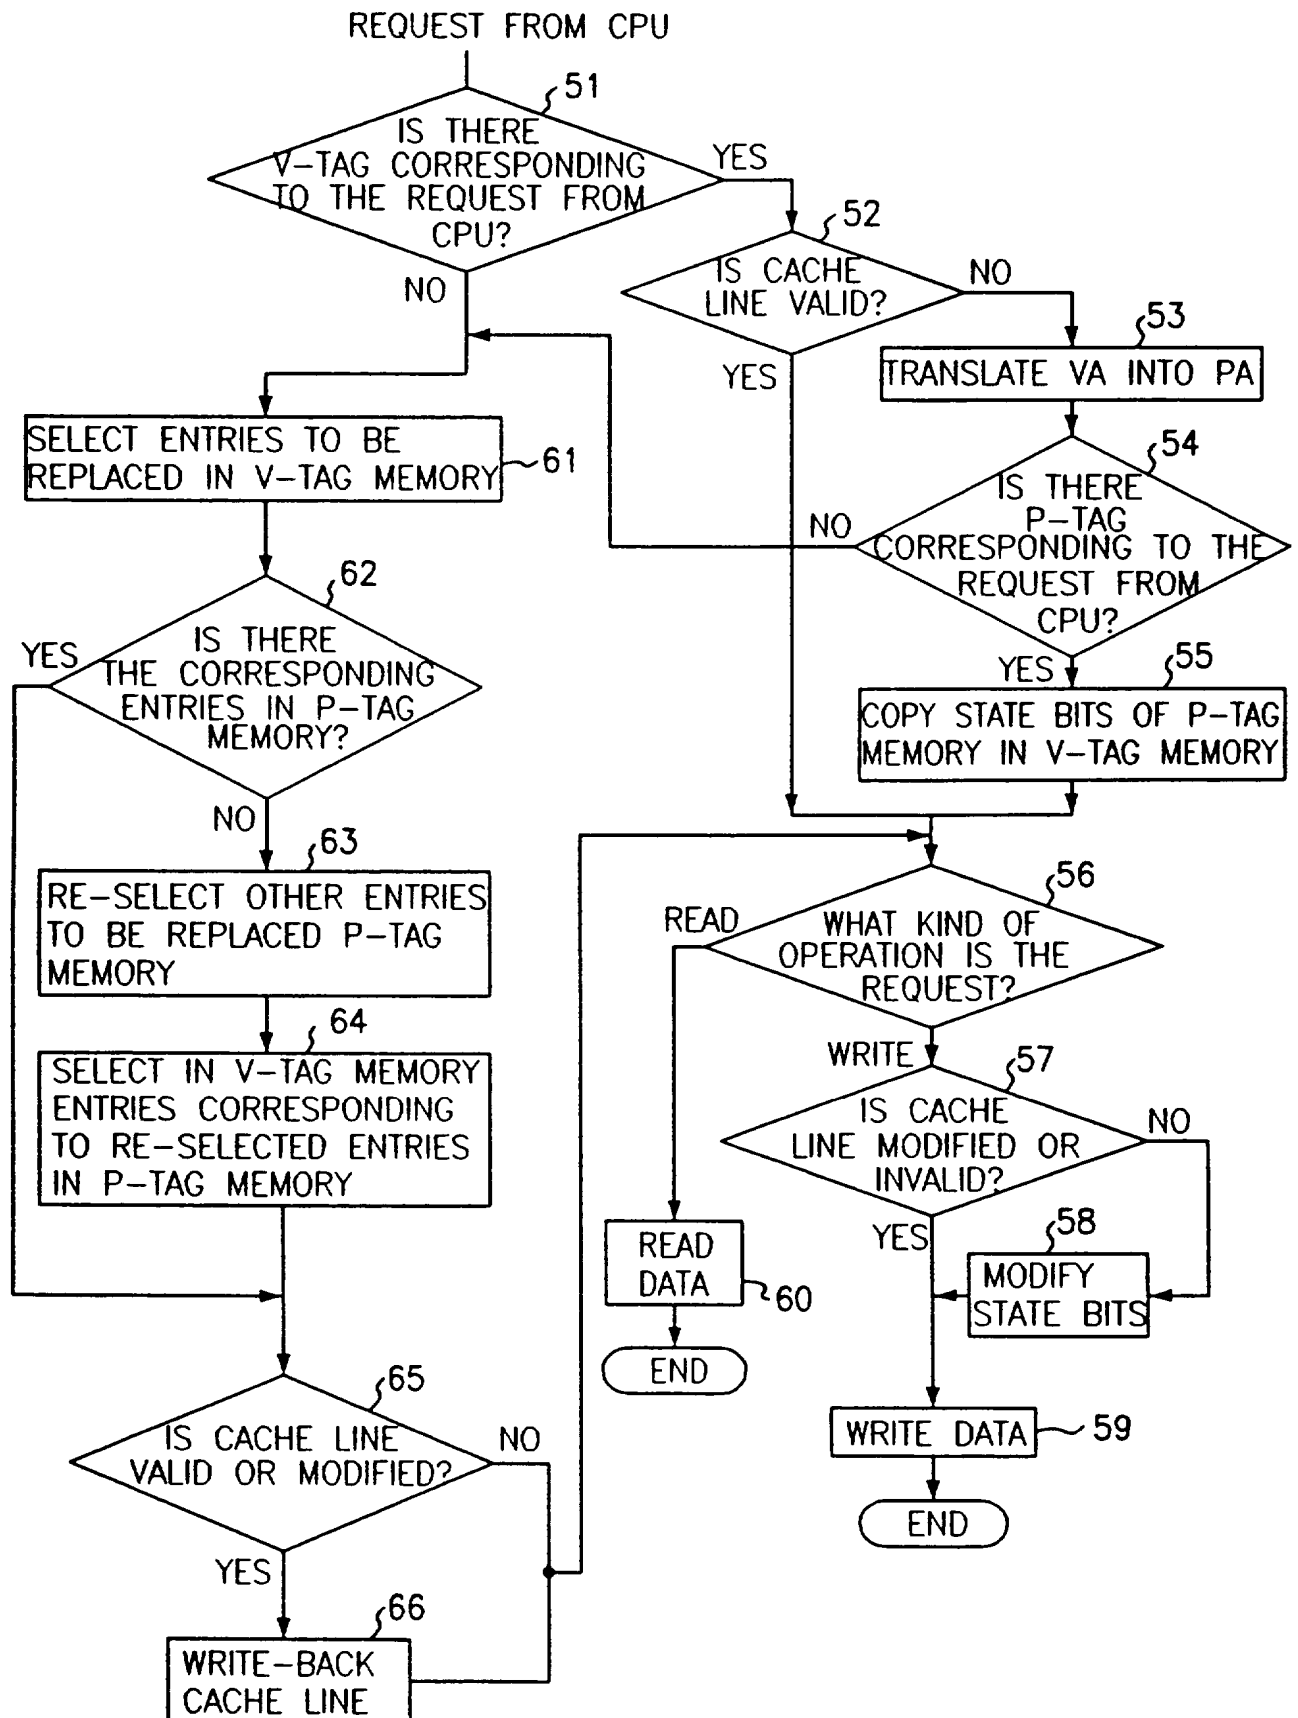 REQUEST FROM CPU
51
IS THERE
V-TAG CORRESPONDING
TO THE REQUEST FROM
CPU?
YES
NO
52
IS CACHE
LINE VALID?
NO
YES
53
TRANSLATE VA INTO PA
54
IS THERE
P-TAG
CORRESPONDING TO THE
REQUEST FROM
CPU?
NO
YES
55
COPY STATE BITS OF P-TAG
MEMORY IN V-TAG MEMORY
SELECT ENTRIES TO BE
REPLACED IN V-TAG MEMORY
61
62
IS THERE
THE CORRESPONDING
ENTRIES IN P-TAG
MEMORY?
YES
NO
63
RE-SELECT OTHER ENTRIES
TO BE REPLACED P-TAG
MEMORY
64
SELECT IN V-TAG MEMORY
ENTRIES CORRESPONDING
TO RE-SELECTED ENTRIES
IN P-TAG MEMORY
56
WHAT KIND OF
OPERATION IS THE
REQUEST?
READ
WRITE
57
IS CACHE
LINE MODIFIED OR
INVALID?
NO
YES
58
MODIFY
STATE BITS
READ
DATA
60
END
WRITE DATA
59
END
65
IS CACHE LINE
VALID OR MODIFIED?
NO
YES
66
WRITE-BACK
CACHE LINE